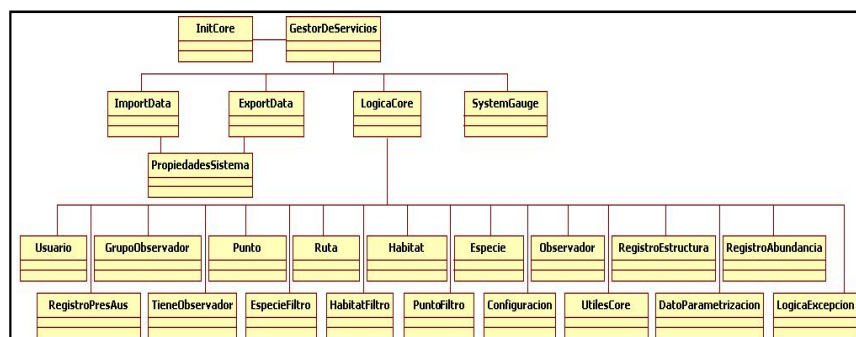 InitCore
GestorDeServicios
ImportData
ExportData
LogicaCore
SystemGauge
PropiedadesSistema
Usuario
GrupoObservador
Punto
Ruta
Habitat
Especie
Observador
RegistroEstructura
RegistroAbundancia
RegistroPresAus
TieneObservador
EspecieFiltro
HabitatFiltro
PuntoFiltro
Configuracion
UtilesCore
DatoParametrizacion
LogicaExcepcion